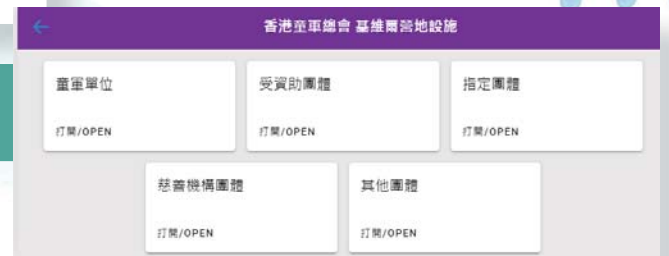 香港童軍總會 基維爾營地設施
童軍單位
受資助團體
指定團體
打開/OPEN
打開/OPEN
打開/OPEN
慈善機構團體
其他團體
打開/OPEN
打開/OPEN